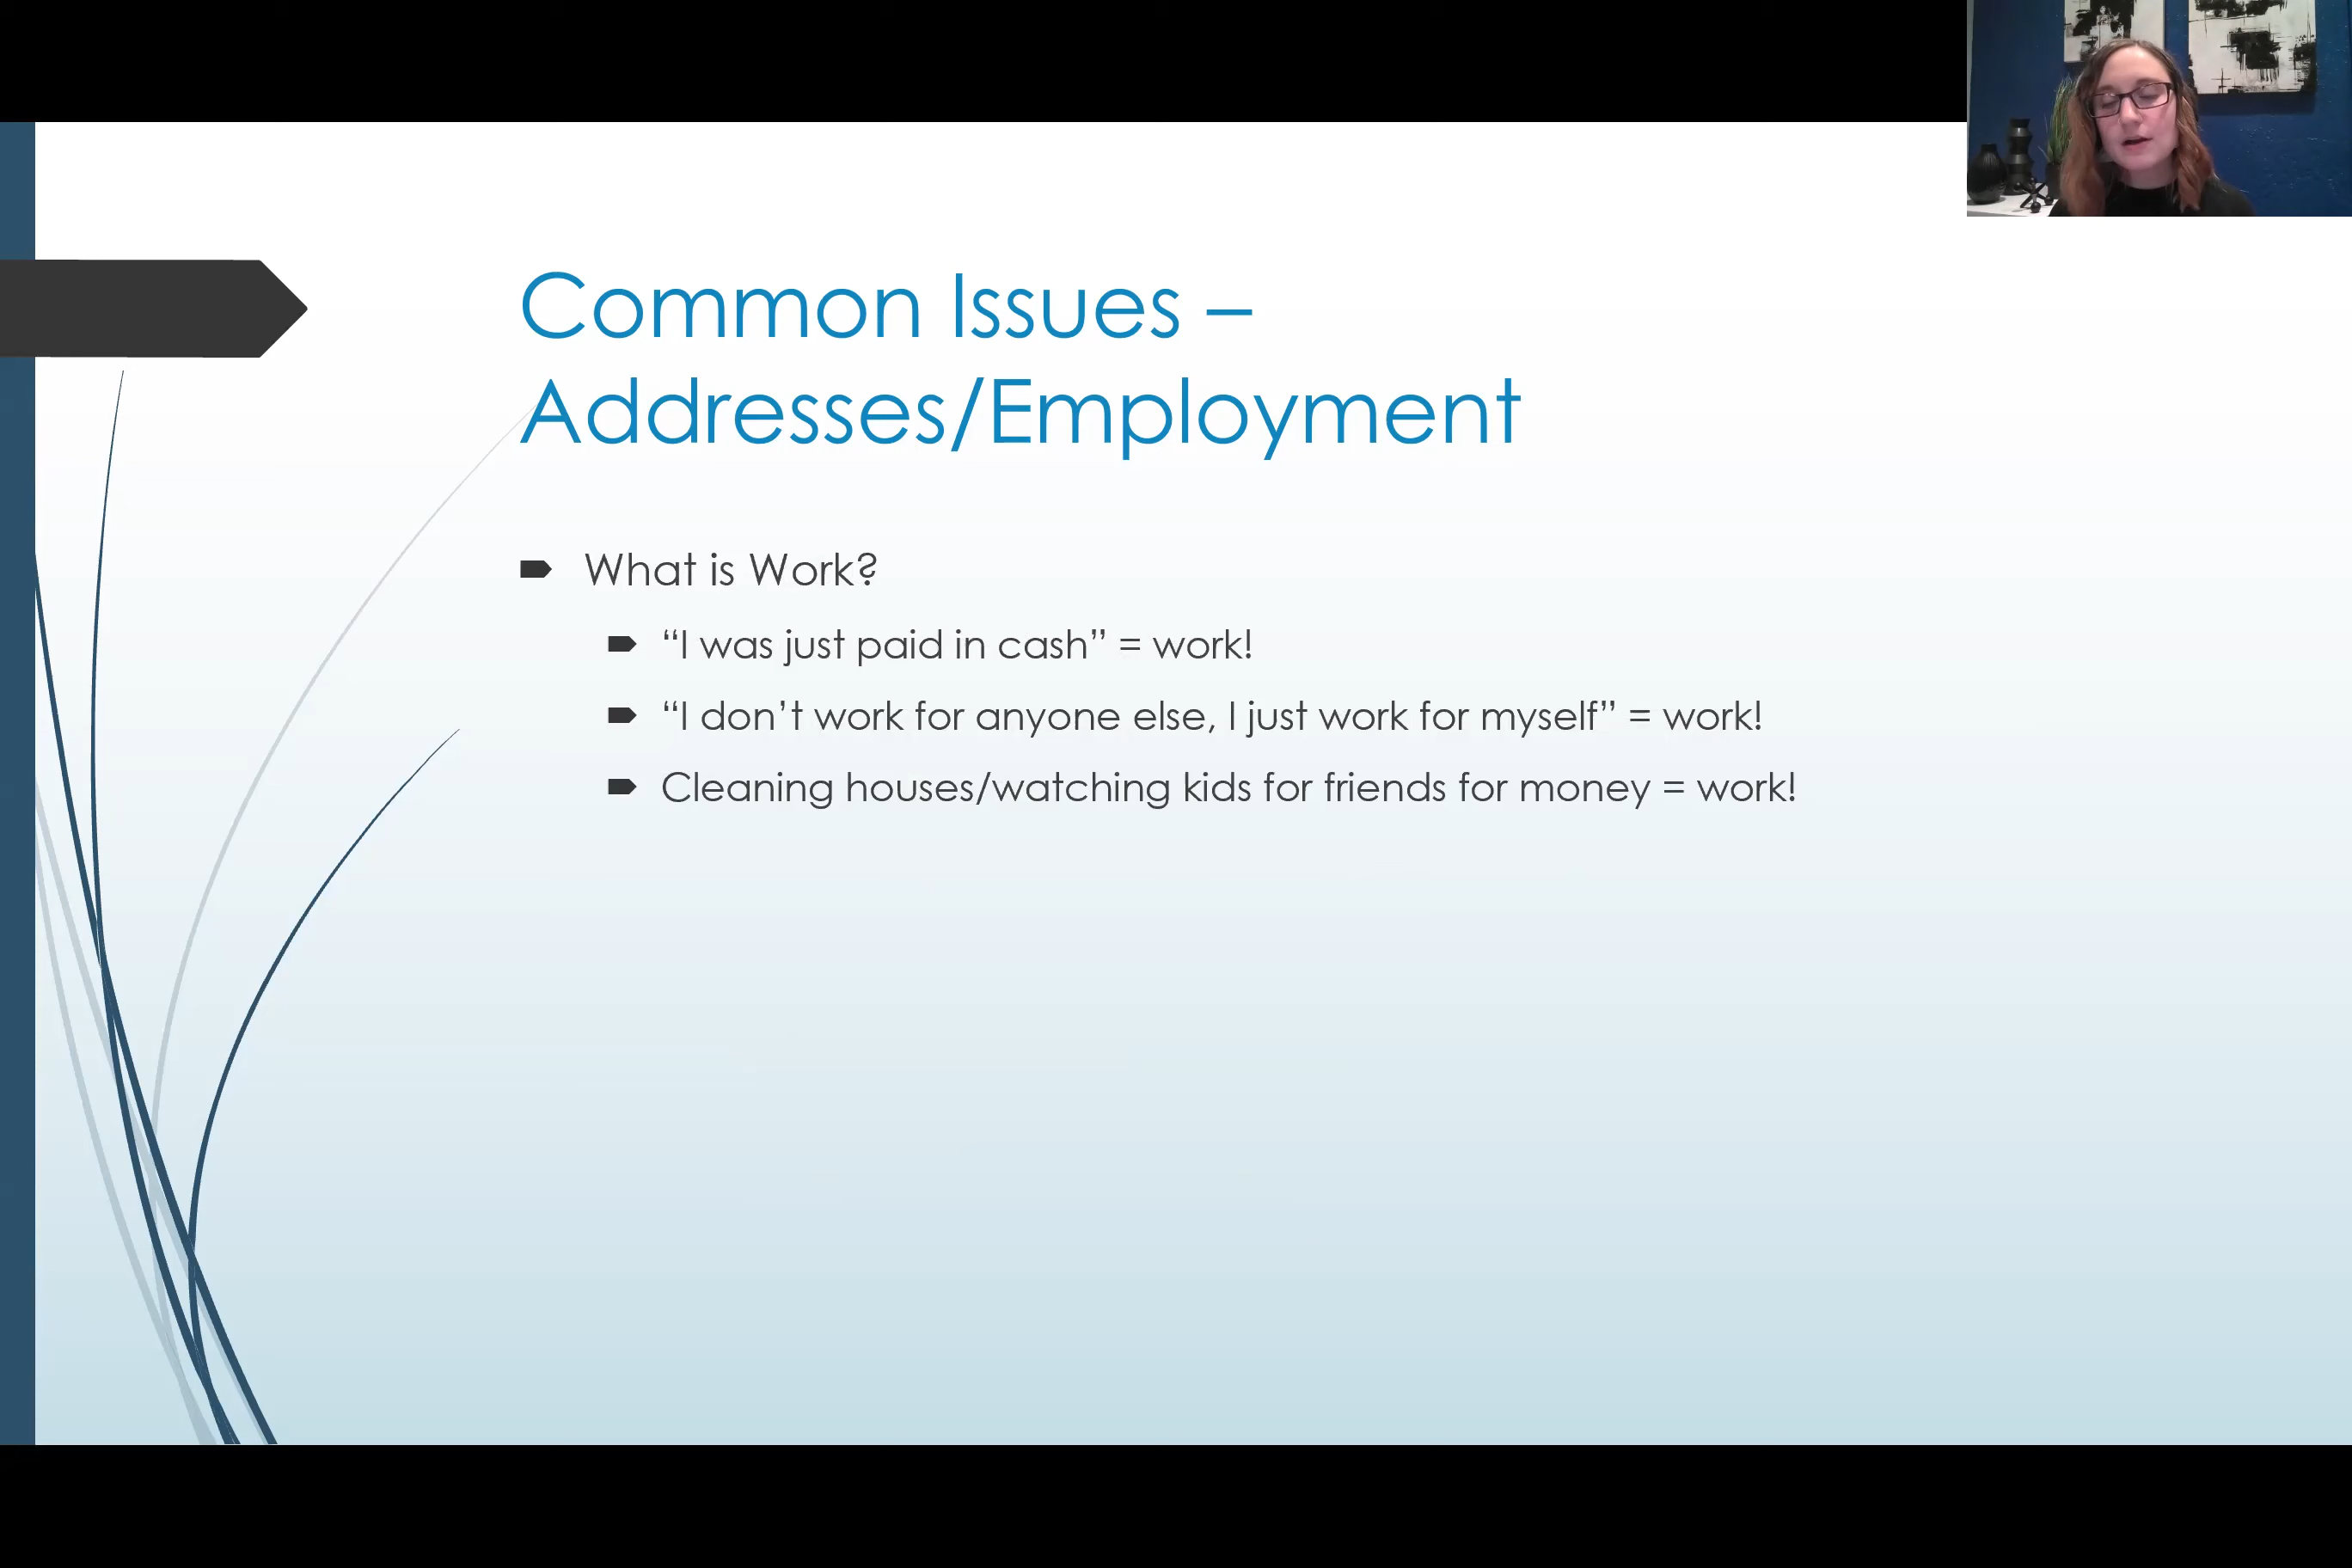 Common Issues –
Addresses/Employment
What is Work?
“I was just paid in cash” = work!
“I don’t work for anyone else, I just work for myself” = work!
Cleaning houses/watching kids for friends for money = work!